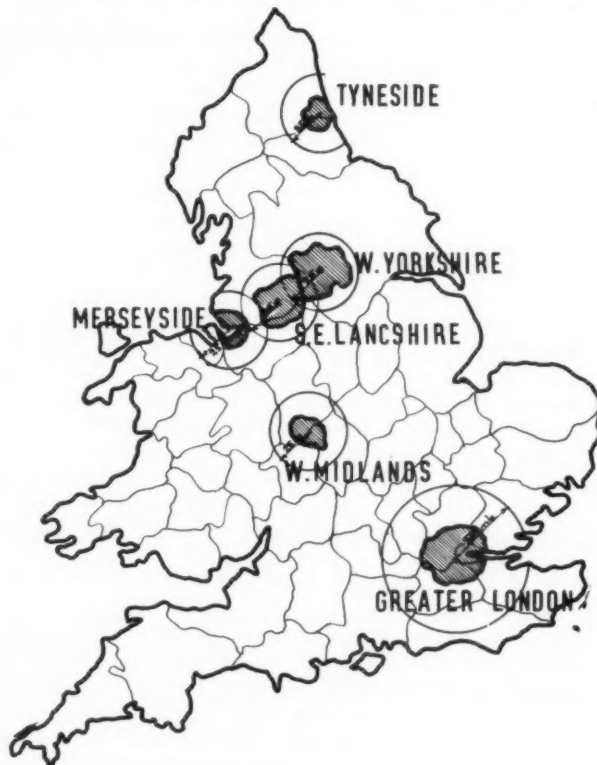 TYNESIDE
W. YORKSHIRE
MERSEYSIDE
S.E. LANCSHIRE
W. MIDLANDS
GREATER LONDON